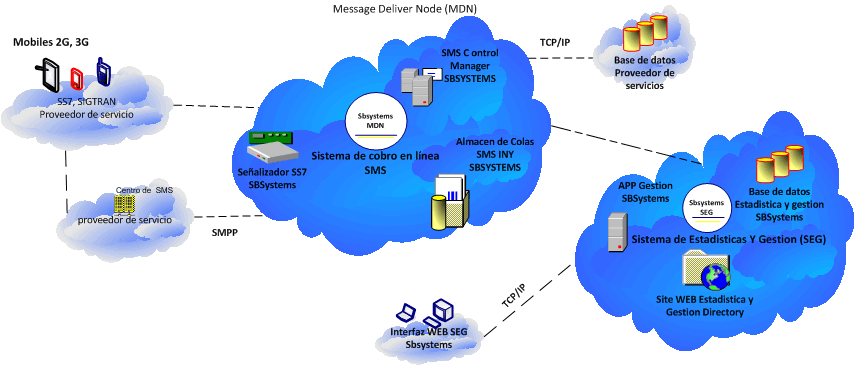 Message Deliver Node (MDN)
Mobiles 2G, 3G
SS7, SIGTRAN
Proveedor de servicio
Centro de SMS
proveedor de servicio
SMPP
SMS C ontrol
Manager
SBSYSTEMS
Sbsystems
MDN
Sistema de cobro en línea
SMS
Señalizador SS7
SBSystems
Almacen de Colas
SMS INY
SBSYSTEMS
TCP/IP
Base de datos
Proveedor de
servicios
APP Gestion
SBSystems
Sbsystems
SEG
Base de datos
Estadistica y gestion
SBSystems
Sistema de Estadisticas Y Gestion (SEG)
Site WEB Estadistica y
Gestion Directory
TCP/IP
Interfaz WEB SEG
Sbsystems